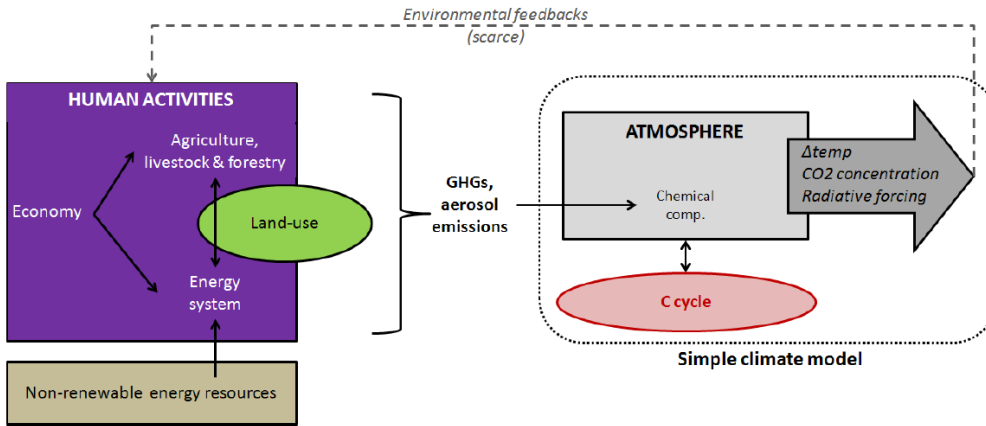 Environmental feedbacks
(scarce)
HUMAN ACTIVITIES
Agriculture,
livestock & forestry
Economy
Land-use
Energy
system
Non-renewable energy resources
GHGs,
aerosol
emissions
ATMOSPHERE
Chemical
comp.
Δtemp
CO2 concentration
Radiative forcing
C cycle
Simple climate model